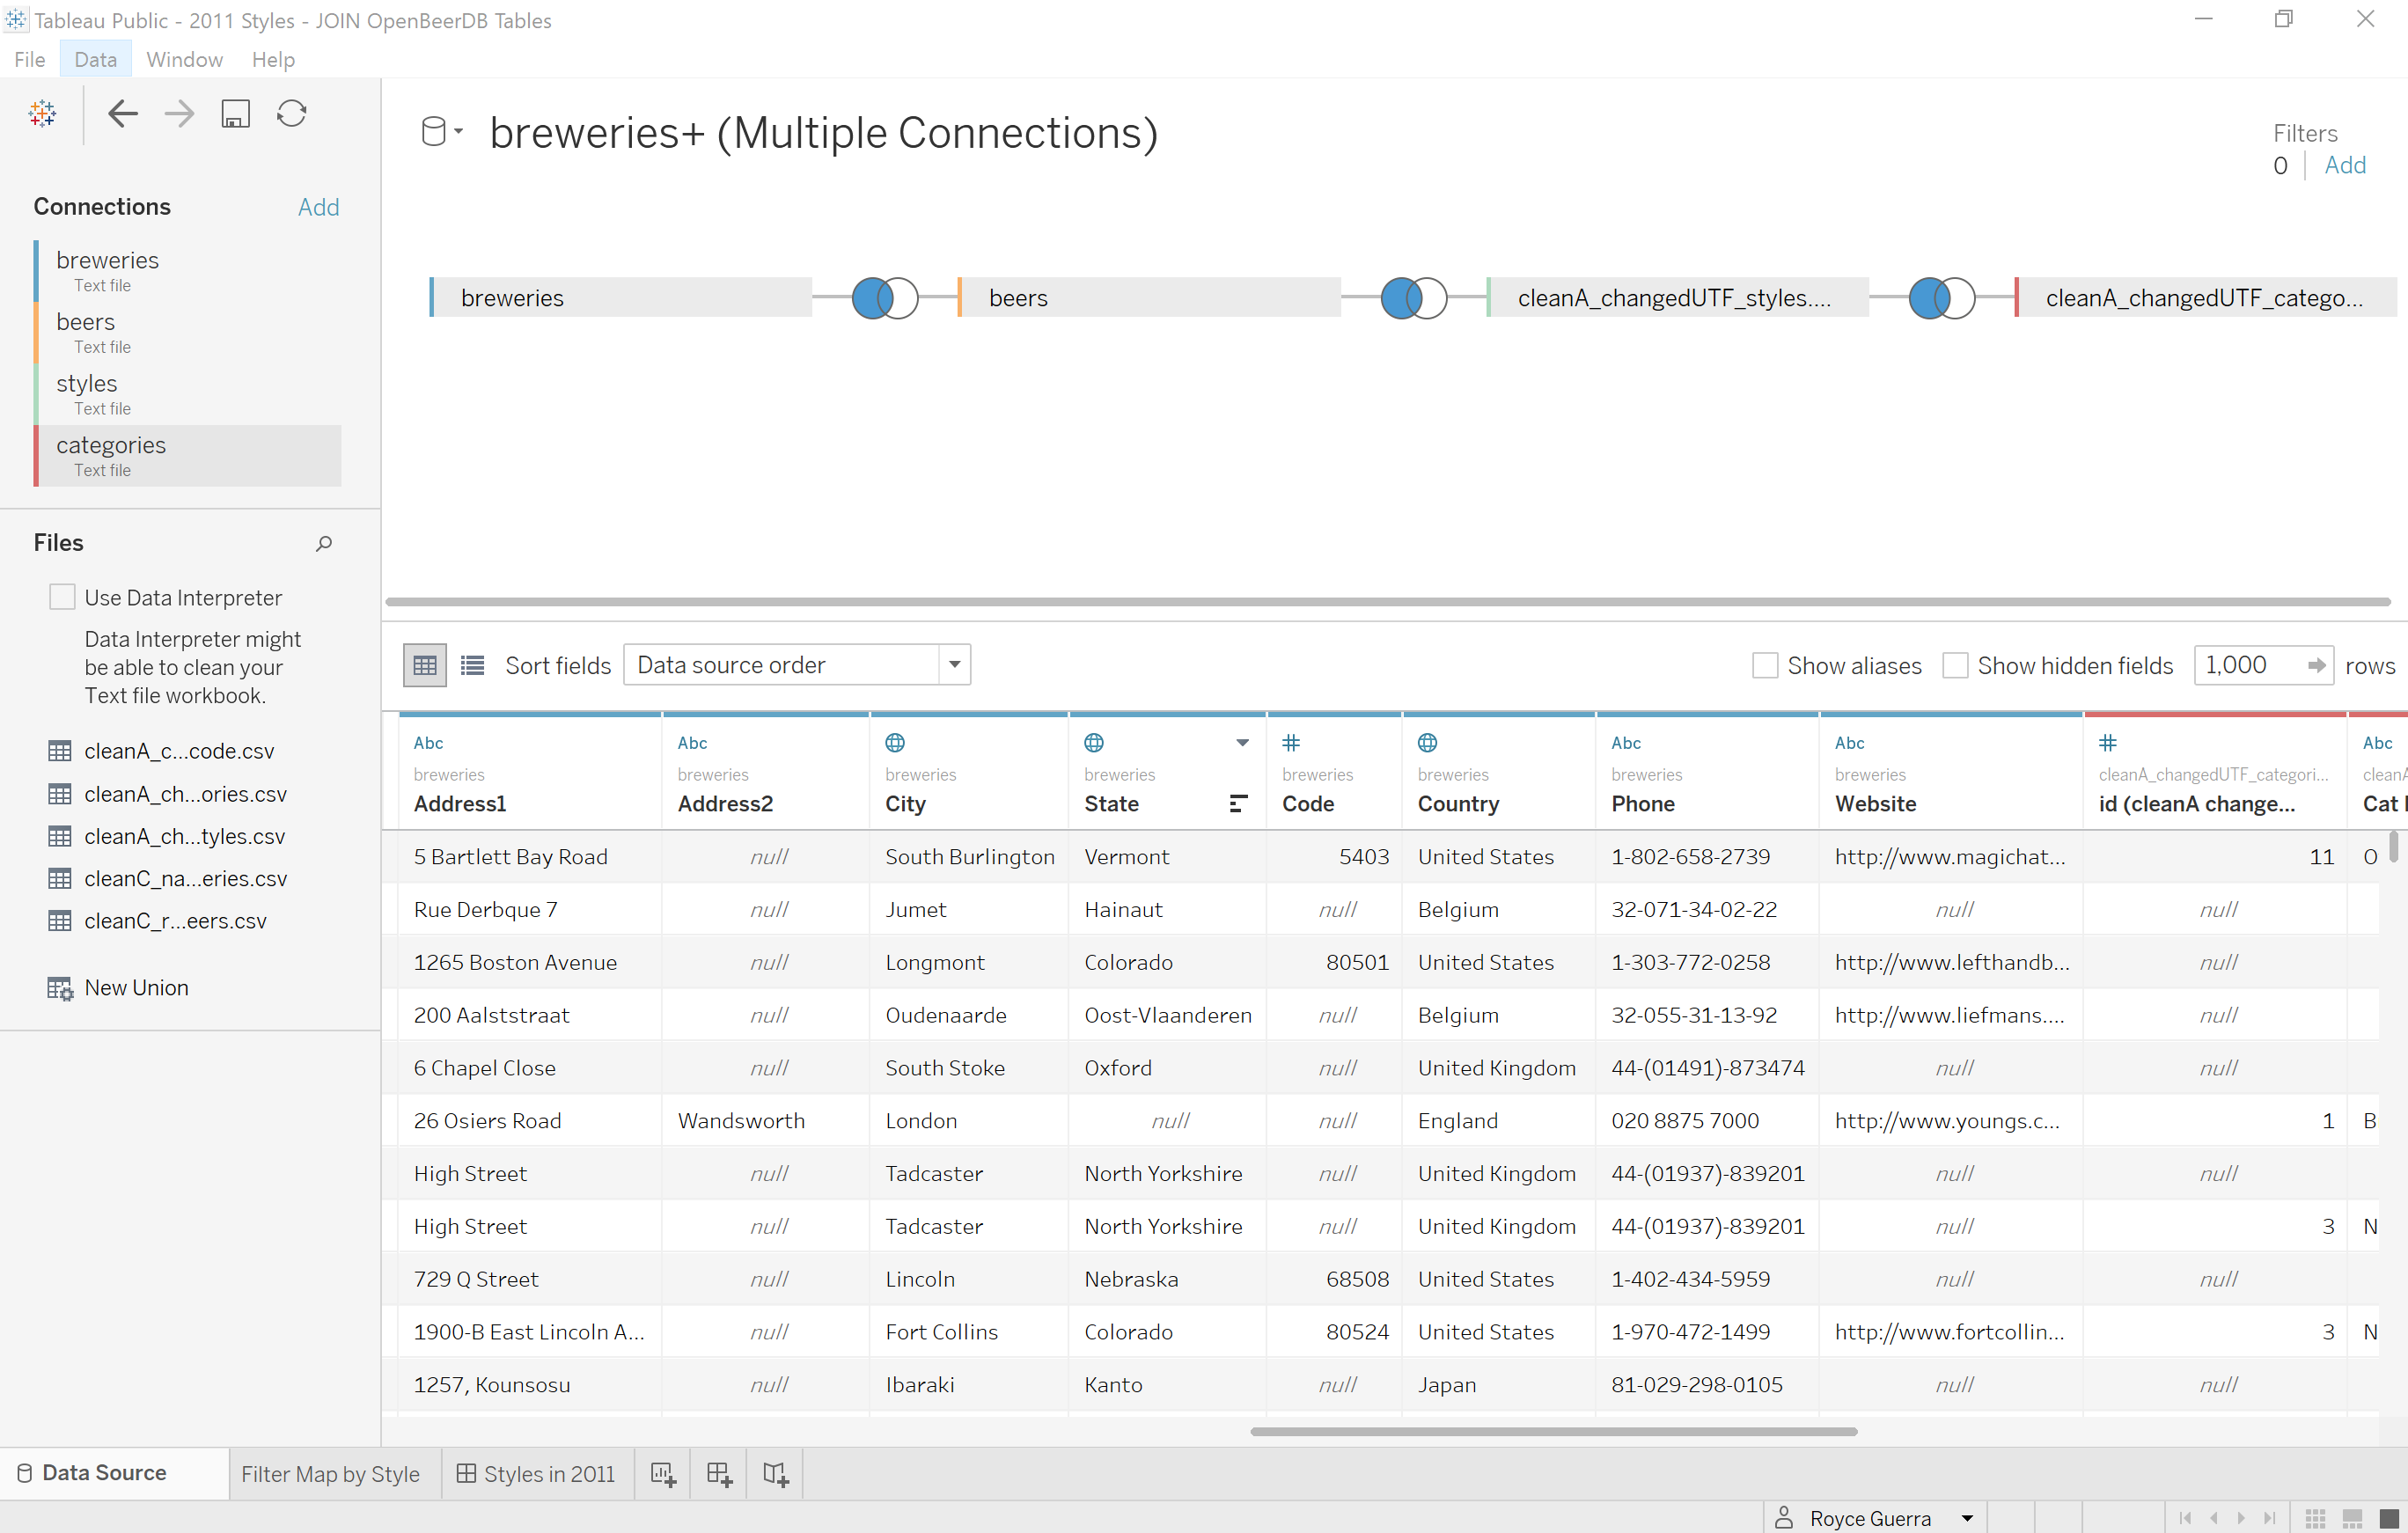 Tableau Public - 2011 Styles - JOIN OpenBeerDB Tables
File Data Window Help
Connections Add
breweries
Text file
beers
Text file
styles
Text file
categories
Text file
Files
Use Data Interpreter
Data Interpreter might
be able to clean your
Text file workbook.
cleanA_c...code.csv
cleanA_ch...ories.csv
cleanA_ch...tyles.csv
cleanC_na...eries.csv
cleanC_r...eers.csv
New Union
breweries+ (Multiple Connections)
Filters
0 Add
breweries beers cleanA_changedUTF_styles.... cleanA_changedUTF_catego...
Sort fields Data source order Show aliases Show hidden fields 1,000 rows
Abc Abc # Abc Abc # Abc
breweries breweries breweries breweries breweries breweries breweries breweries cleanA_changedUTF_categori... cleanA
Address1 Address2 City State Code Country Phone Website id (cleanA change... Cat
5 Bartlett Bay Road null South Burlington Vermont 5403 United States 1-802-658-2739 http://www.magichat... 11 O
Rue Derbque 7 null Jumet Hainaut null Belgium 32-071-34-02-22 null null
1265 Boston Avenue null Longmont Colorado 80501 United States 1-303-772-0258 http://www.lefthandb... null
200 Aalststraat null Oudenaarde Oost-Vlaanderen null Belgium 32-055-31-13-92 http://www.liefmans.... null
6 Chapel Close null South Stoke Oxford null United Kingdom 44-(01491)-873474 null null
26 Osiers Road Wandsworth London null null England 020 8875 7000 http://www.youngs.c... 1 B
High Street null Tadcaster North Yorkshire null United Kingdom 44-(01937)-839201 null null
High Street null Tadcaster North Yorkshire null United Kingdom 44-(01937)-839201 null 3 N
729 Q Street null Lincoln Nebraska 68508 United States 1-402-434-5959 null null
1900-B East Lincoln A... null Fort Collins Colorado 80524 United States 1-970-472-1499 http://www.fortcollin... 3 N
1257, Kounsosu null Ibaraki Kanto null Japan 81-029-298-0105 null null
Data Source Filter Map by Style Styles in 2011
Royce Guerra